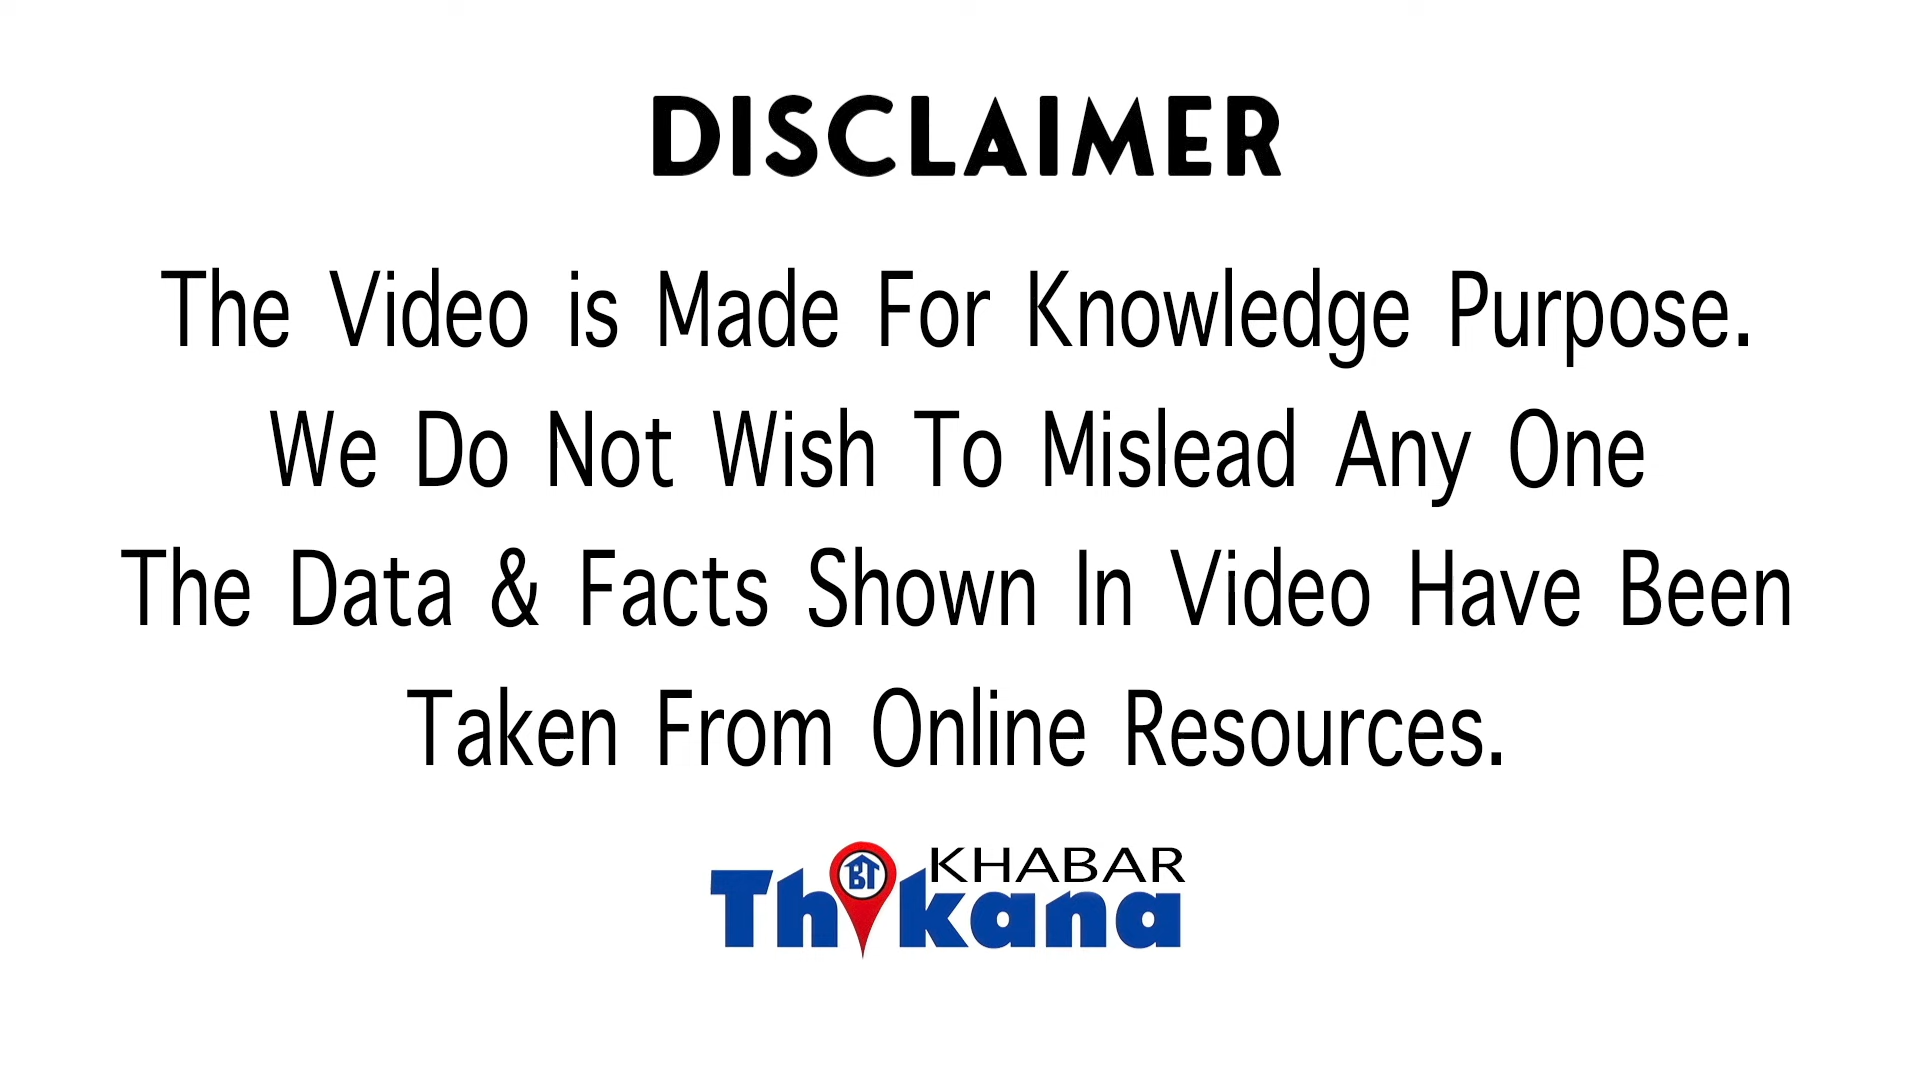 DISCLAIMER
The Video is Made For Knowledge Purpose.
We Do Not Wish To Mislead Any One
The Data & Facts Shown In Video Have Been
Taken From Online Resources.
KHABAR
BT
Thikana